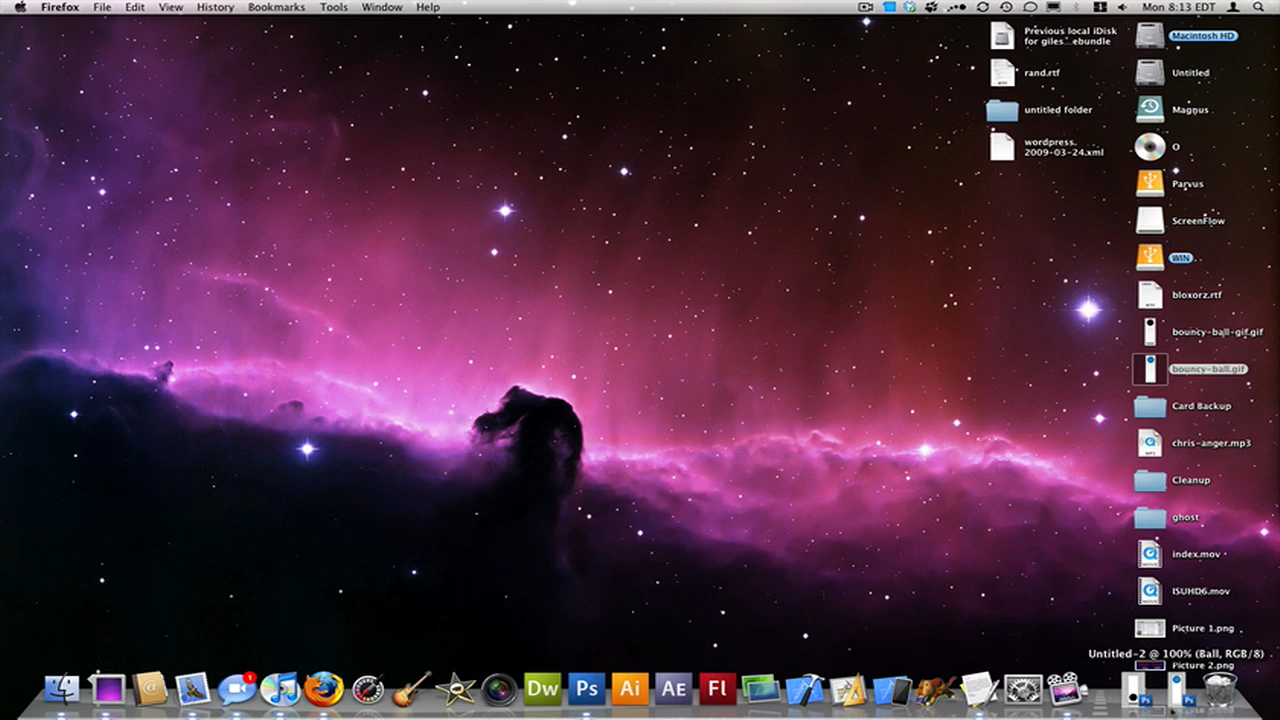 Firefox File Edit View History Bookmarks Tools Window Help Mon 8:13 EDT
Previous local iDisk
for giles...ebundle
rand.rtf
untitled folder
wordpress.
2009-03-24.xml
Macintosh HD
Untitled
Magnus
O
Parvus
ScreenFlow
WIN
bloxorz.rtf
bouncy-ball-gif.gif
bouncy-ball.gif
Card Backup
chris-anger.mp3
Cleanup
ghost
index.mov
ISUHD6.mov
Picture 1.png
Untitled-2 @ 100% (Ball, RGB/8)
Picture 2.png
1
Dw Ps Ai AE Fl